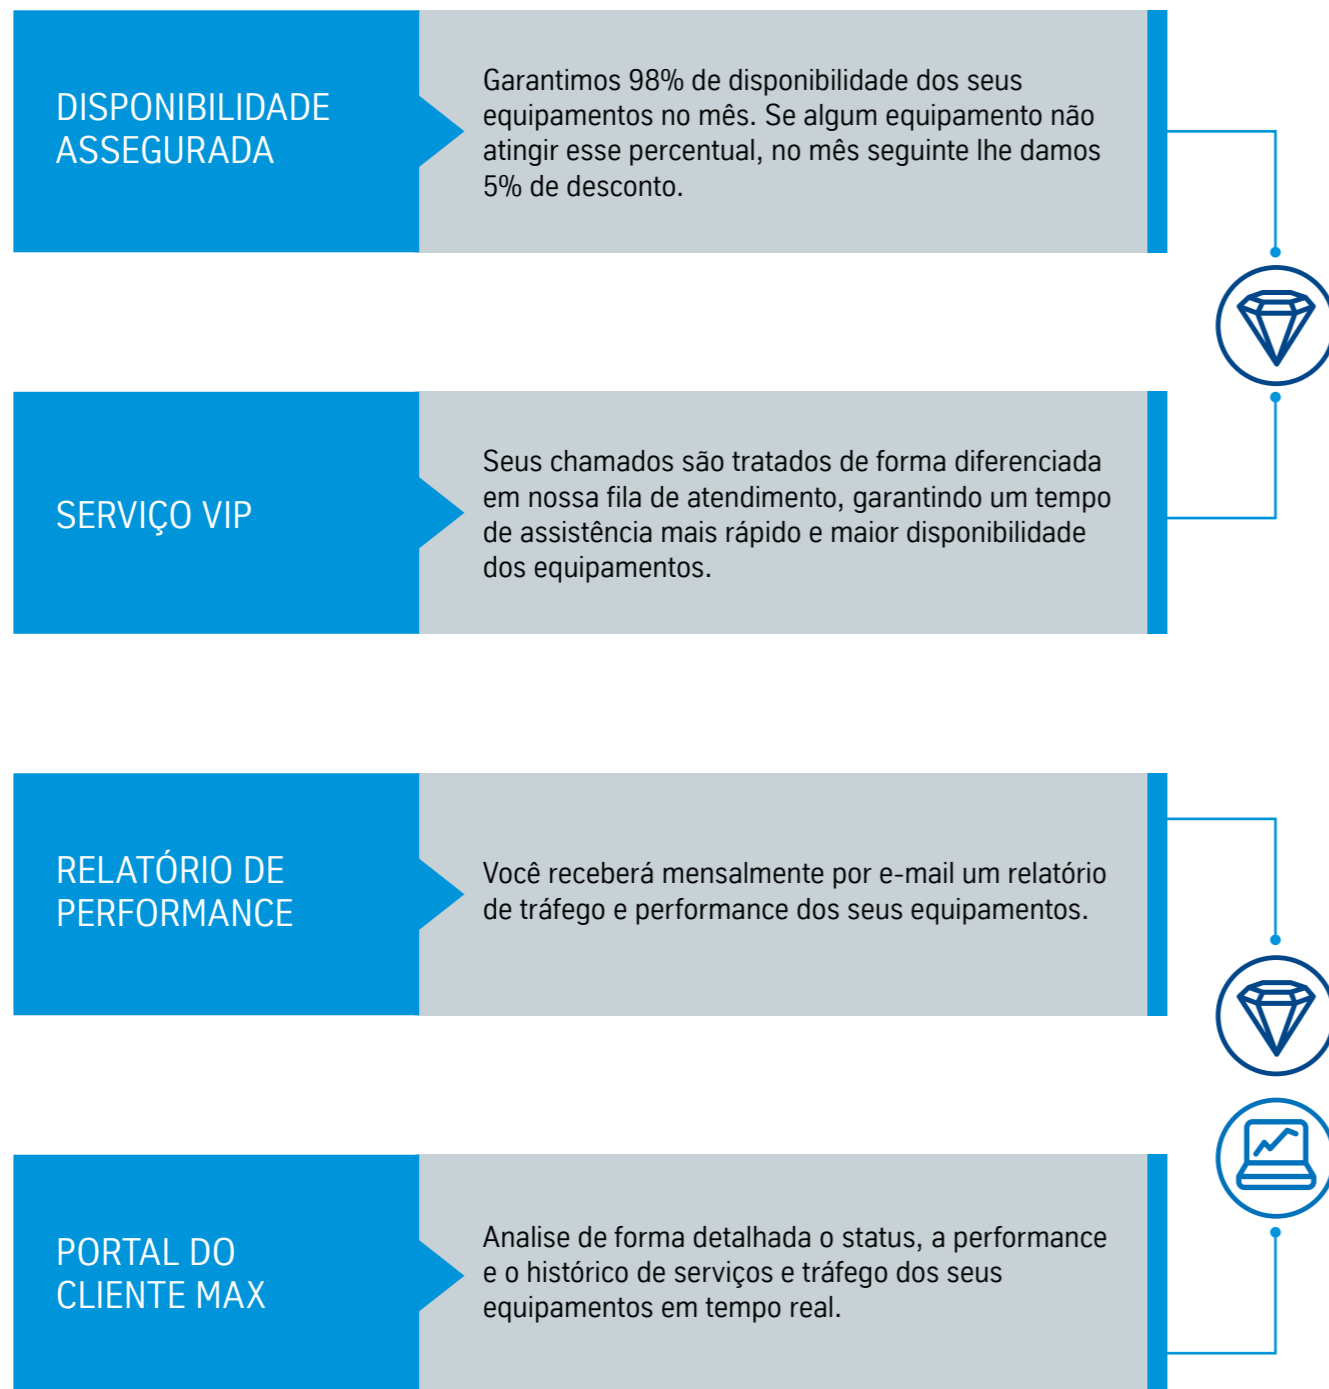 DISPONIBILIDADE
ASSEGURADA
Garantimos 98% de disponibilidade dos seus
equipamentos no mês. Se algum equipamento não
atingir esse percentual, no mês seguinte lhe damos
5% de desconto.
SERVIÇO VIP
Seus chamados são tratados de forma diferenciada
em nossa fila de atendimento, garantindo um tempo
de assistência mais rápido e maior disponibilidade
dos equipamentos.
RELATÓRIO DE
PERFORMANCE
Você receberá mensalmente por e-mail um relatório
de tráfego e performance dos seus equipamentos.
PORTAL DO
CLIENTE MAX
Analise de forma detalhada o status, a performance
e o histórico de serviços e tráfego dos seus
equipamentos em tempo real.